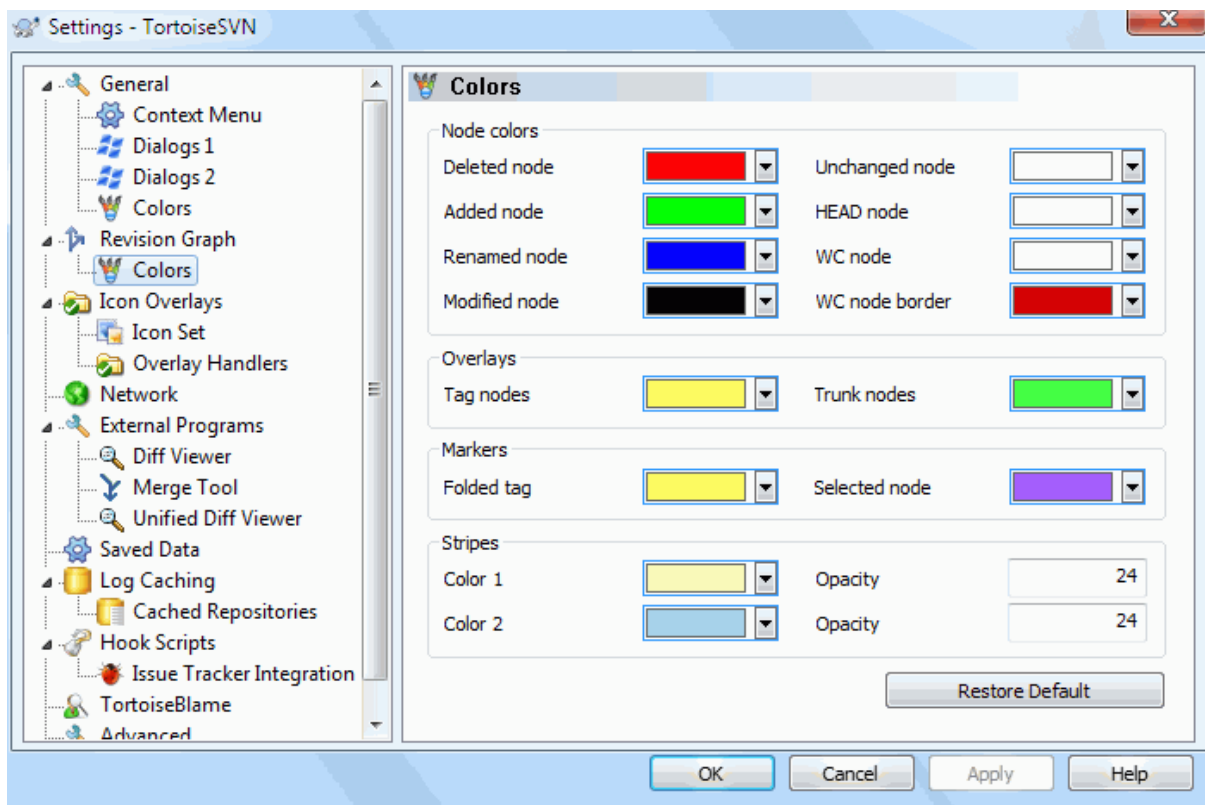 Settings - TortoiseSVN
General
Context Menu
Dialogs 1
Dialogs 2
Colors
Revision Graph
Colors
Icon Overlays
Icon Set
Overlay Handlers
Network
External Programs
Diff Viewer
Merge Tool
Unified Diff Viewer
Saved Data
Log Caching
Cached Repositories
Hook Scripts
Issue Tracker Integration
TortoiseBlame
Advanced
Colors
Node colors
Deleted node
Unchanged node
Added node
HEAD node
Renamed node
WC node
Modified node
WC node border
Overlays
Tag nodes
Trunk nodes
Markers
Folded tag
Selected node
Stripes
Color 1
Opacity
24
Color 2
Opacity
24
Restore Default
OK
Cancel
Apply
Help